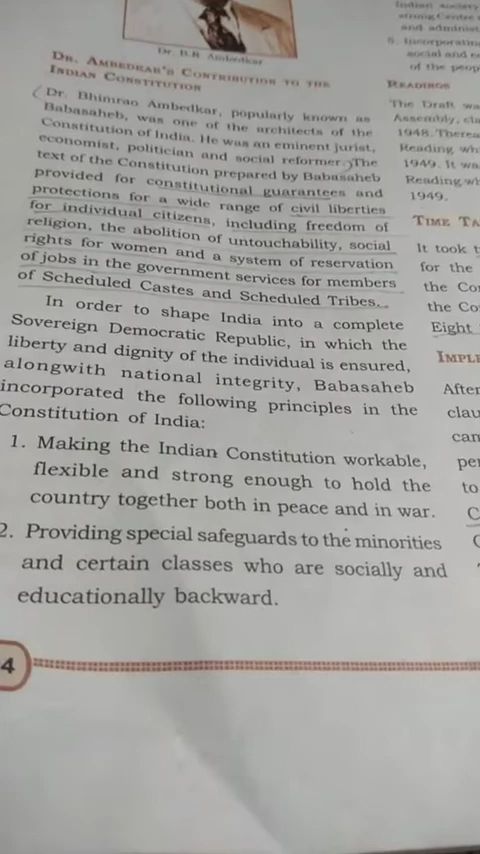 Dr. B.R. Ambedkar
DR. AMBEDKAR'S CONTRIBUTION TO THE
INDIAN CONSTITUTION
Dr. Bhimrao Ambedkar, popularly known as
Babasaheb, was one of the architects of the
Constitution of India. He was an eminent jurist,
economist, politician and social reformer. The
text of the Constitution prepared by Babasaheb
provided for constitutional guarantees and
protections for a wide range of civil liberties
for individual citizens, including freedom of
religion, the abolition of untouchability, social
rights for women and a system of reservation
of jobs in the government services for members
of Scheduled Castes and Scheduled Tribes.
In order to shape India into a complete
Sovereign Democratic Republic, in which the
liberty and dignity of the individual is ensured,
alongwith national integrity, Babasaheb
incorporated the following principles in the
Constitution of India:
1. Making the Indian Constitution workable,
flexible and strong enough to hold the
country together both in peace and in war.
2. Providing special safeguards to the minorities
and certain classes who are socially and
educationally backward.
4
Indian society
strong Centre
and administ
5. Incorporatin
social and e
of the peop
READINGS
The Draft wa
Assembly, cla
1948. Therea
Reading wh
1949. It wa
Reading wh
1949.
TIME TA
It took t
for the
the Co
the Co
Eight
IMPLE
After
clau
can
per
to
C